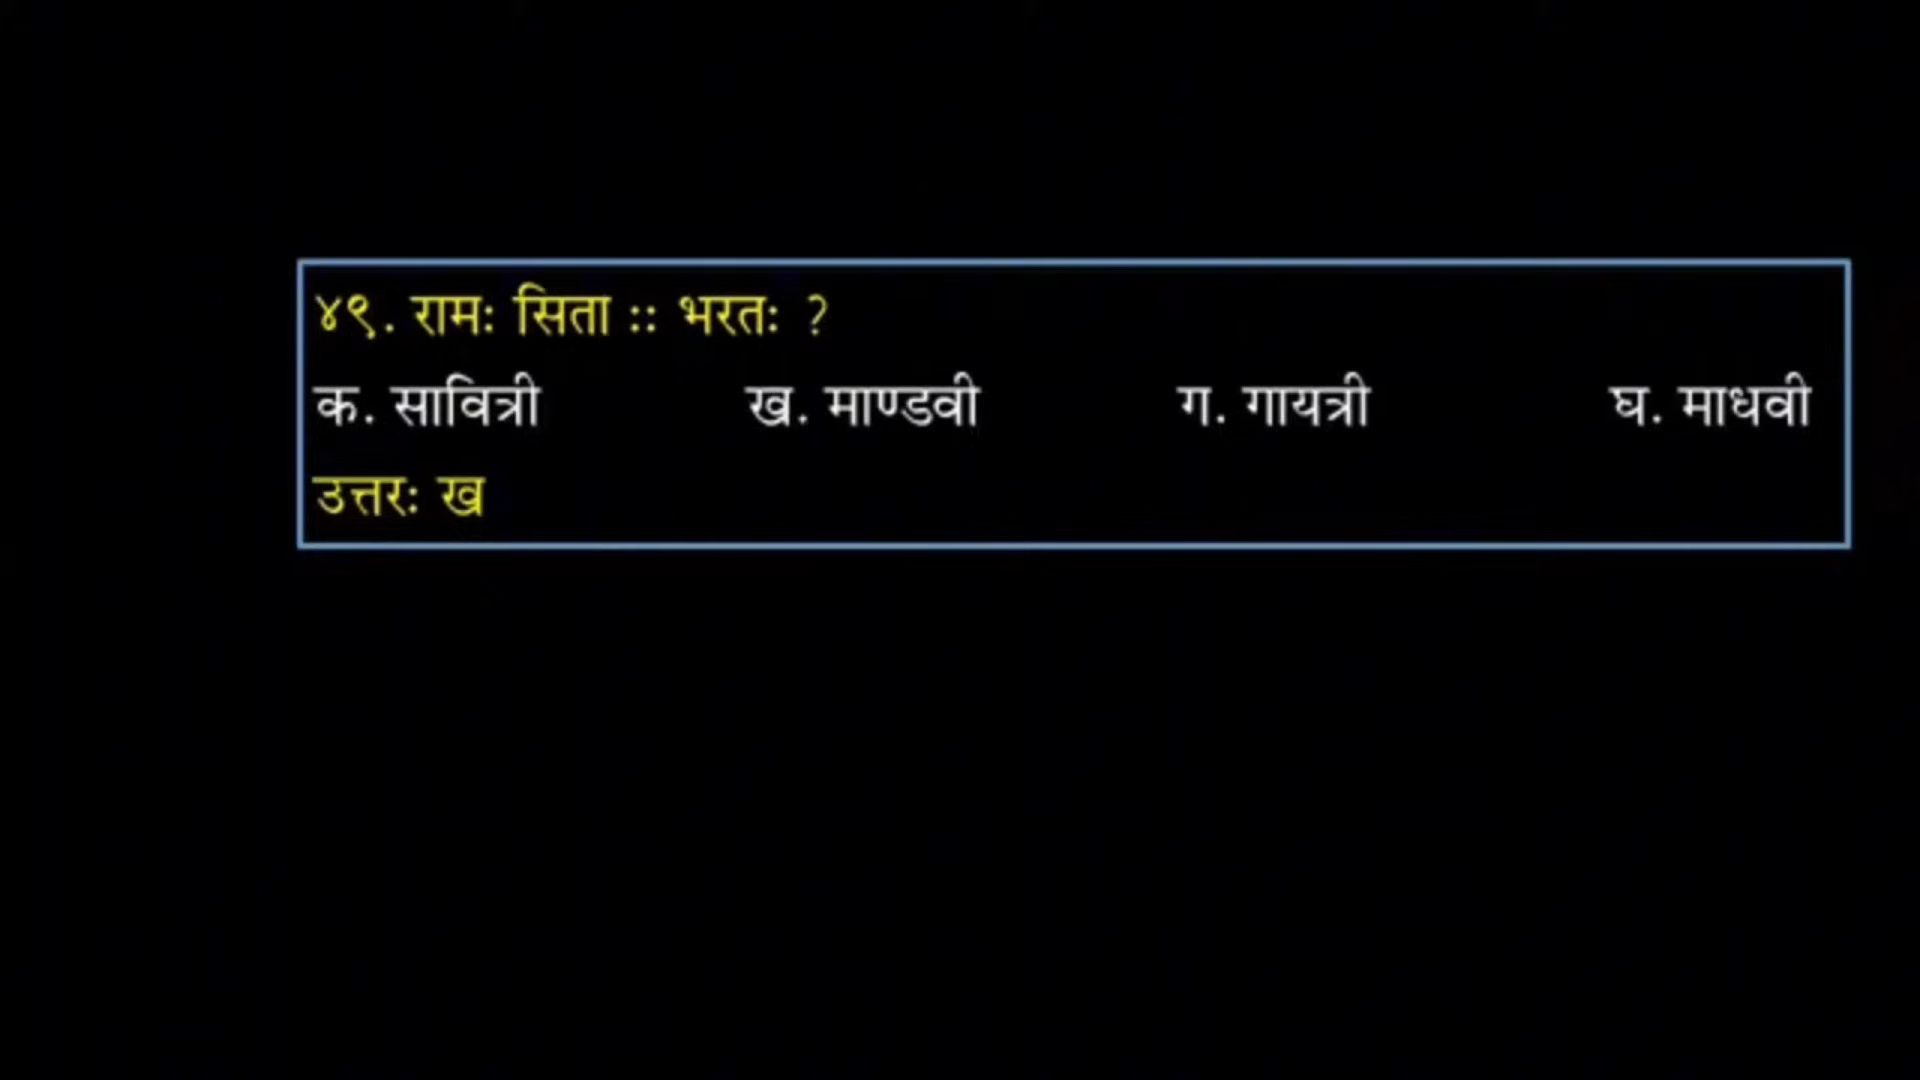 ४९. रामः सिता :: भरतः ?
क. सावित्री ख. माण्डवी ग. गायत्री घ. माधवी
उत्तरः ख